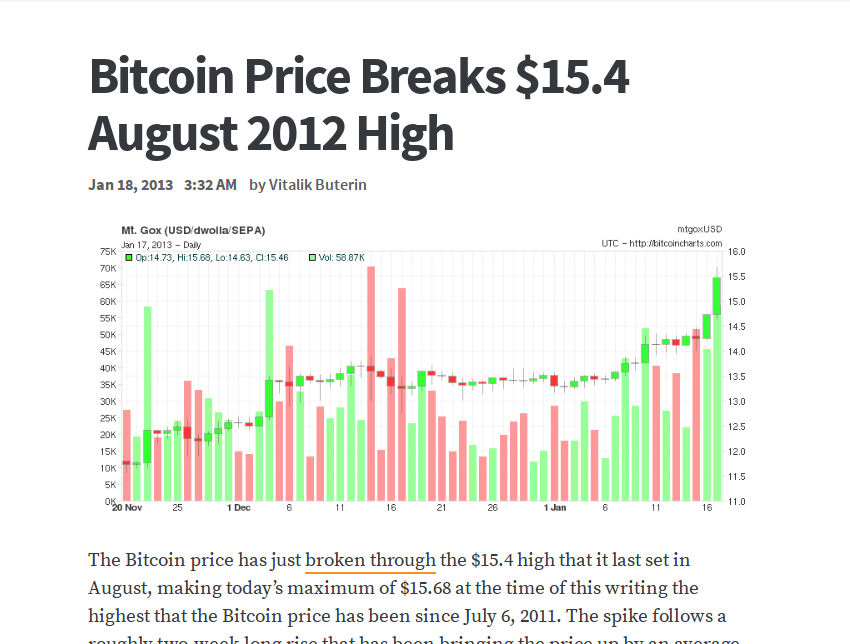 Bitcoin Price Breaks $15.4
August 2012 High
Jan 18, 2013 3:32 AM by Vitalik Buterin
Mt. Gox (USD/dwolla/SEPA)
mtgoxUSD
Jan 17, 2013 - Daily
UTC - http://bitcoincharts.com
Op:14.73, Hi:15.68, Lo:14.63, Cl:15.46 Vol: 58.87K
75K
70K
65K
60K
55K
50K
45K
40K
35K
30K
25K
20K
15K
10K
5K
0K
16.0
15.5
15.0
14.5
14.0
13.5
13.0
12.5
12.0
11.5
11.0
20 Nov 25 1 Dec 6 11 16 21 26 1 Jan 6 11 16
The Bitcoin price has just broken through the $15.4 high that it last set in
August, making today’s maximum of $15.68 at the time of this writing the
highest that the Bitcoin price has been since July 6, 2011. The spike follows a
roughly two-week long rise that has been bringing the price up by an average